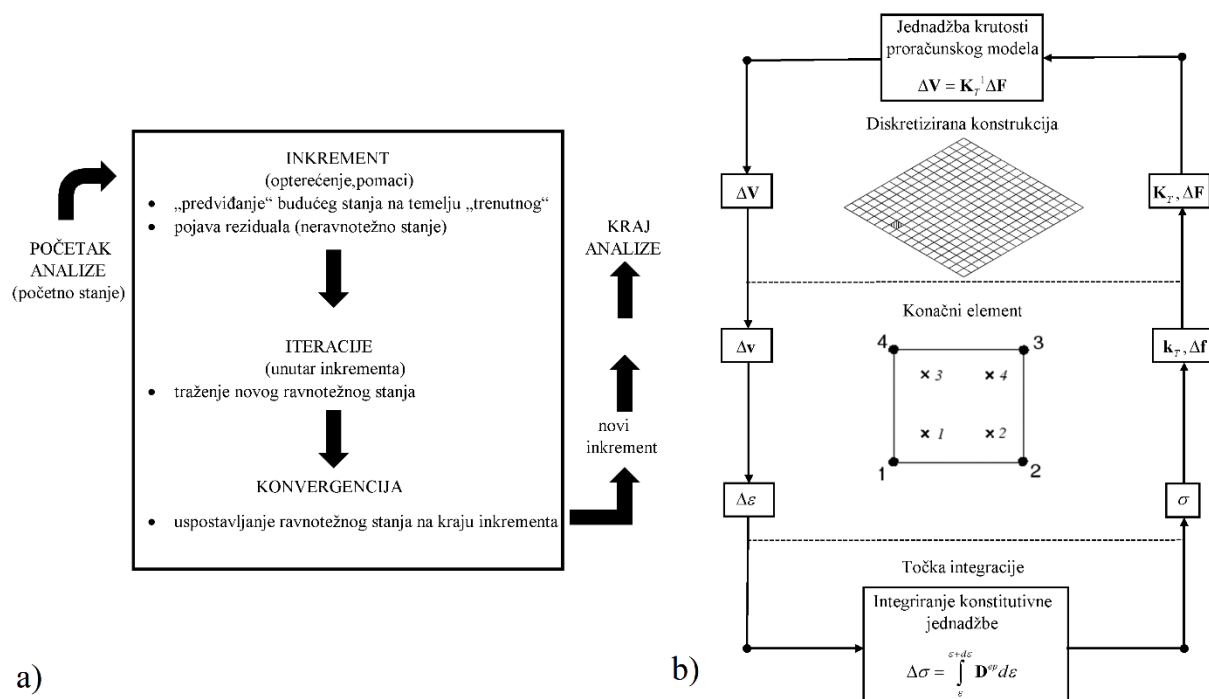 POČETAK
ANALIZE
(početno stanje)
INKREMENT
(opterećenje,pomaci)
• „predviđanje“ budućeg stanja na temelju „trenutnog“
• pojava reziduala (neravnotežno stanje)
ITERACIJE
(unutar inkrementa)
• traženje novog ravnotežnog stanja
KONVERGENCIJA
• uspostavljanje ravnotežnog stanja na kraju inkrementa
KRAJ
ANALIZE
novi
inkrement
a)
Jednadžba krutosti
proračunskog modela
ΔV = K_T^1 ΔF
Diskretizirana konstrukcija
ΔV
K_T, ΔF
Konačni element
Δv
k_T, Δf
4 3
3 4
1 2
1 2
Δε
σ
Točka integracije
Integriranje konstitutivne
jednadžbe
Δσ = ∫_ε^{ε+dε} D^{ep} dε
b)